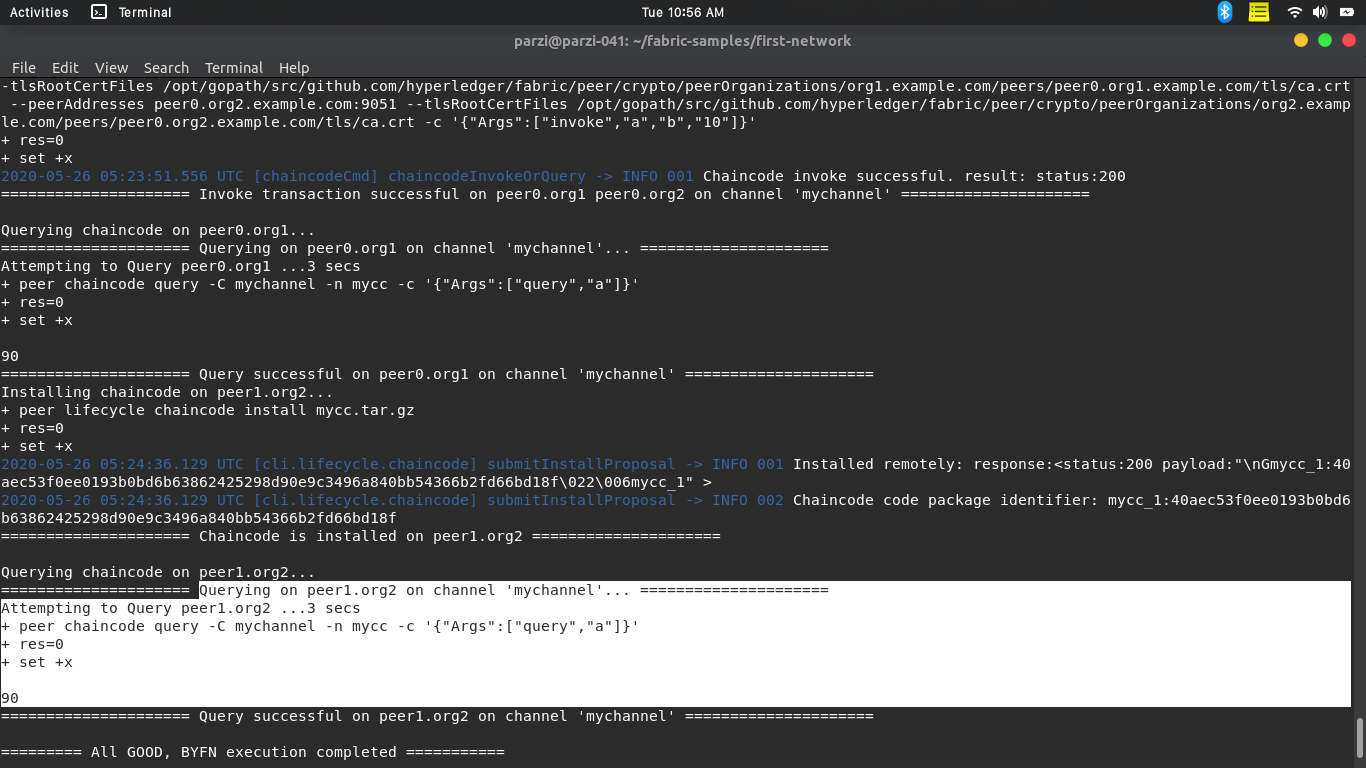 Activities Terminal Tue 10:56 AM
parzi@parzi-041: ~/fabric-samples/first-network
File Edit View Search Terminal Help
-tlsRootCertFiles /opt/gopath/src/github.com/hyperledger/fabric/peer/crypto/peerOrganizations/org1.example.com/peers/peer0.org1.example.com/tls/ca.crt
--peerAddresses peer0.org2.example.com:9051 --tlsRootCertFiles /opt/gopath/src/github.com/hyperledger/fabric/peer/crypto/peerOrganizations/org2.examp
le.com/peers/peer0.org2.example.com/tls/ca.crt -c '{"Args":["invoke","a","b","10"]}'
+ res=0
+ set +x
2020-05-26 05:23:51.556 UTC [chaincodeCmd] chaincodeInvokeOrQuery -> INFO 001 Chaincode invoke successful. result: status:200
===================== Invoke transaction successful on peer0.org1 peer0.org2 on channel 'mychannel' =====================
Querying chaincode on peer0.org1...
===================== Querying on peer0.org1 on channel 'mychannel'... =====================
Attempting to Query peer0.org1 ...3 secs
+ peer chaincode query -C mychannel -n mycc -c '{"Args":["query","a"]}'
+ res=0
+ set +x
90
===================== Query successful on peer0.org1 on channel 'mychannel' =====================
Installing chaincode on peer1.org2...
+ peer lifecycle chaincode install mycc.tar.gz
+ res=0
+ set +x
2020-05-26 05:24:36.129 UTC [cli.lifecycle.chaincode] submitInstallProposal -> INFO 001 Installed remotely: response:<status:200 payload:"\nGmycc_1:40
aec53f0ee0193b0bd6b63862425298d90e9c3496a840bb54366b2fd66bd18f\022\006mycc_1" >
2020-05-26 05:24:36.129 UTC [cli.lifecycle.chaincode] submitInstallProposal -> INFO 002 Chaincode code package identifier: mycc_1:40aec53f0ee0193b0bd6
b63862425298d90e9c3496a840bb54366b2fd66bd18f
===================== Chaincode is installed on peer1.org2 =====================
Querying chaincode on peer1.org2...
===================== Querying on peer1.org2 on channel 'mychannel'... =====================
Attempting to Query peer1.org2 ...3 secs
+ peer chaincode query -C mychannel -n mycc -c '{"Args":["query","a"]}'
+ res=0
+ set +x
90
===================== Query successful on peer1.org2 on channel 'mychannel' =====================
========= All GOOD, BYFN execution completed ===========